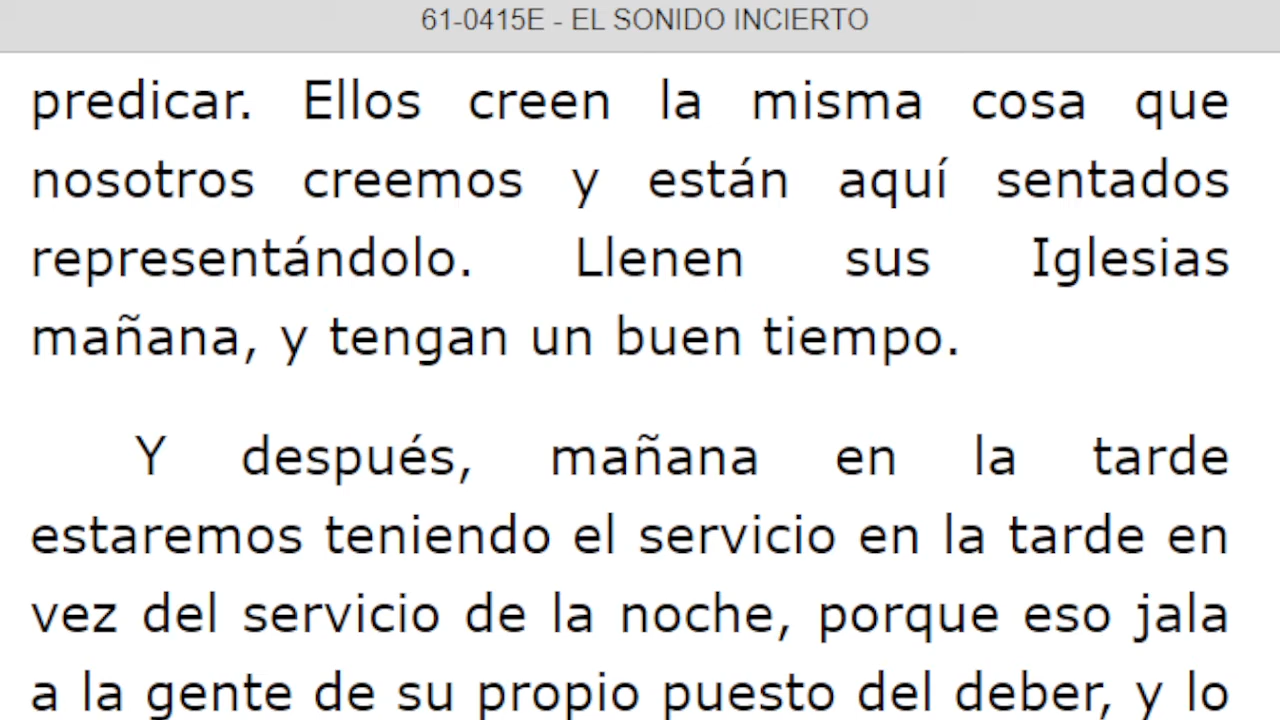 61-0415E - EL SONIDO INCIERTO
predicar. Ellos creen la misma cosa que
nosotros creemos y están aquí sentados
representándolo. Llenen sus Iglesias
mañana, y tengan un buen tiempo.
Y después, mañana en la tarde
estaremos teniendo el servicio en la tarde en
vez del servicio de la noche, porque eso jala
a la gente de su propio puesto del deber, y lo